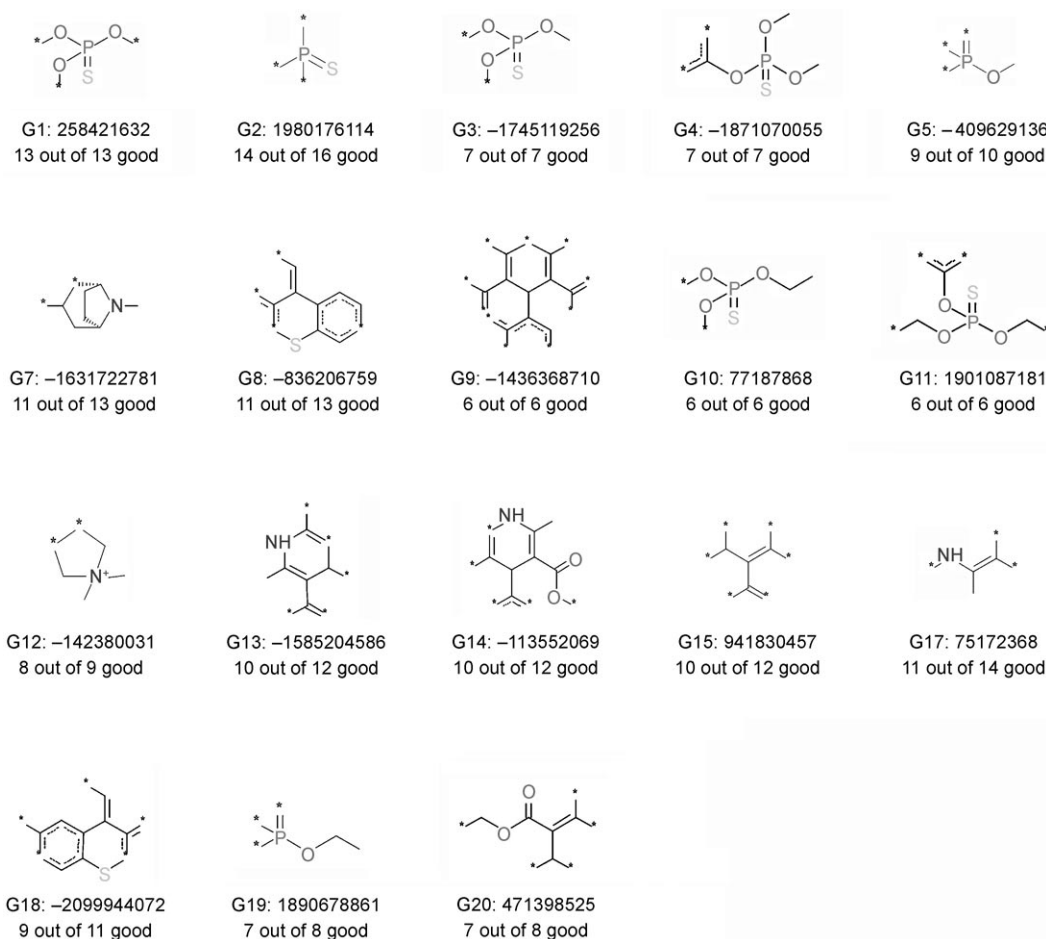 G1: 258421632 G2: 1980176114 G3: –1745119256 G4: –1871070055 G5: –409629136
13 out of 13 good 14 out of 16 good 7 out of 7 good 7 out of 7 good 9 out of 10 good
G7: –1631722781 G8: –836206759 G9: –1436368710 G10: 77187868 G11: 1901087181
11 out of 13 good 11 out of 13 good 6 out of 6 good 6 out of 6 good 6 out of 6 good
G12: –142380031 G13: –1585204586 G14: –113552069 G15: 941830457 G17: 75172368
8 out of 9 good 10 out of 12 good 10 out of 12 good 10 out of 12 good 11 out of 14 good
G18: –2099944072 G19: 1890678861 G20: 471398525
9 out of 11 good 7 out of 8 good 7 out of 8 good